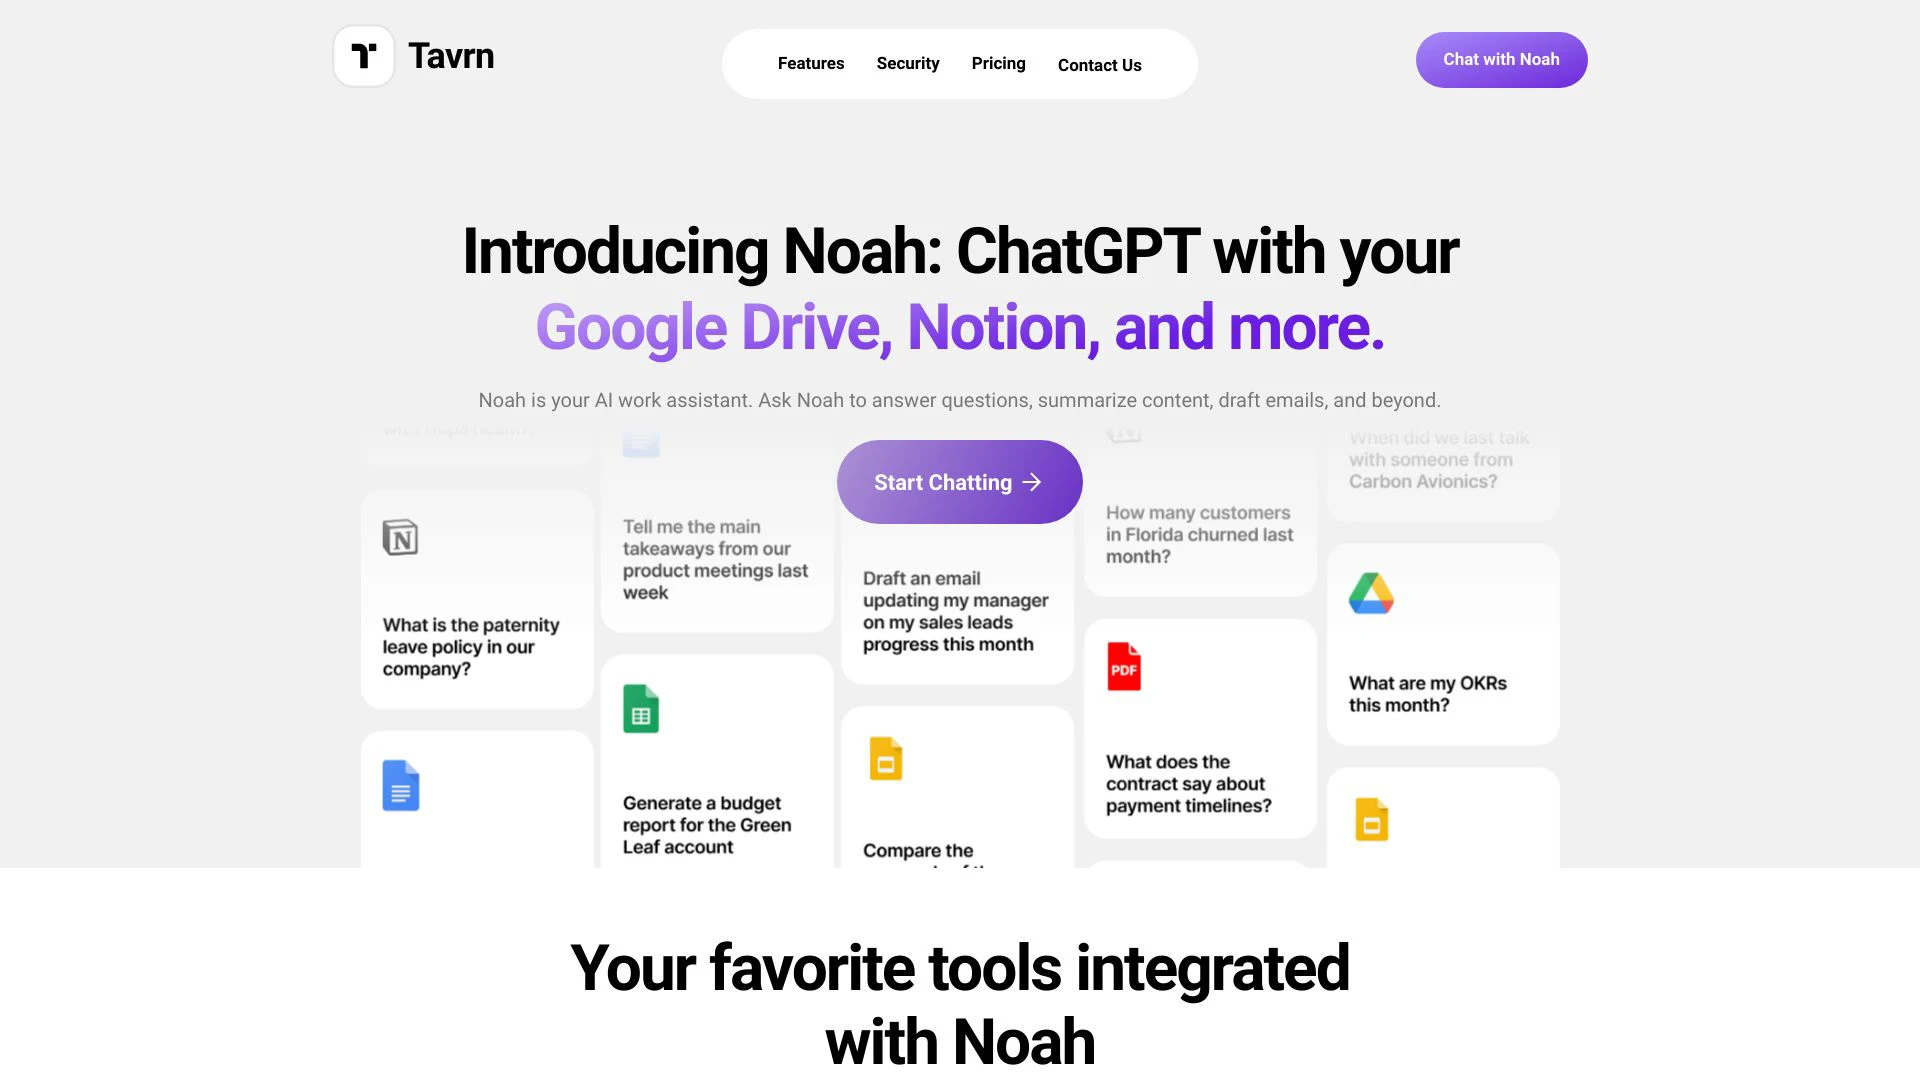 Tavrn
Features
Security
Pricing
Contact Us
Chat with Noah
Introducing Noah: ChatGPT with your
Google Drive, Notion, and more.
Noah is your AI work assistant. Ask Noah to answer questions, summarize content, draft emails, and beyond.
Start Chatting
What is the paternity
leave policy in our
company?
Tell me the main
takeaways from our
product meetings last
week
Generate a budget
report for the Green
Leaf account
Draft an email
updating my manager
on my sales leads
progress this month
Compare the
How many customers
in Florida churned last
month?
PDF
What does the
contract say about
payment timelines?
When did we last talk
with someone from
Carbon Avionics?
What are my OKRs
this month?
Your favorite tools integrated
with Noah